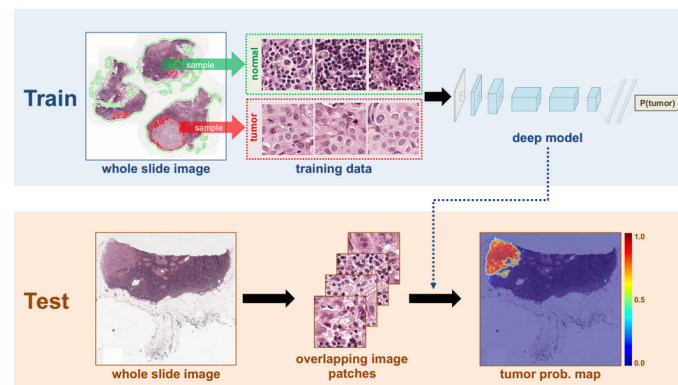 Train
sample
sample
normal
tumor
P(tumor)
whole slide image
training data
deep model
Test
1.0
0.5
0.0
whole slide image
overlapping image
patches
tumor prob. map